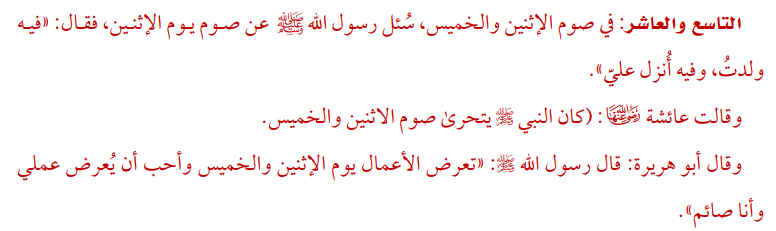 التاسع والعاشر: في صوم الإثنين والخميس، سُئل رسول الله ﷺ عن صوم يوم الإثنين، فقال: «فيه
ولدتُ، وفيه أُنزل عليّ».
وقالت عائشة رضي الله عنها: (كان النبي ﷺ يتحرىٰ صوم الاثنين والخميس.
وقال أبو هريرة: قال رسول الله ﷺ: «تعرض الأعمال يوم الإثنين والخميس وأحب أن يُعرض عملي
وأنا صائم».